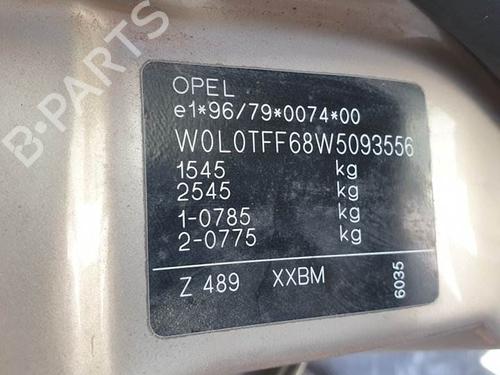 B-PARTS
OPEL
e1*96/79*0074*00
W0L0TFF68W5093556
1545 kg
2545 kg
1-0785 kg
2-0775 kg
Z 489 XXBM
6035